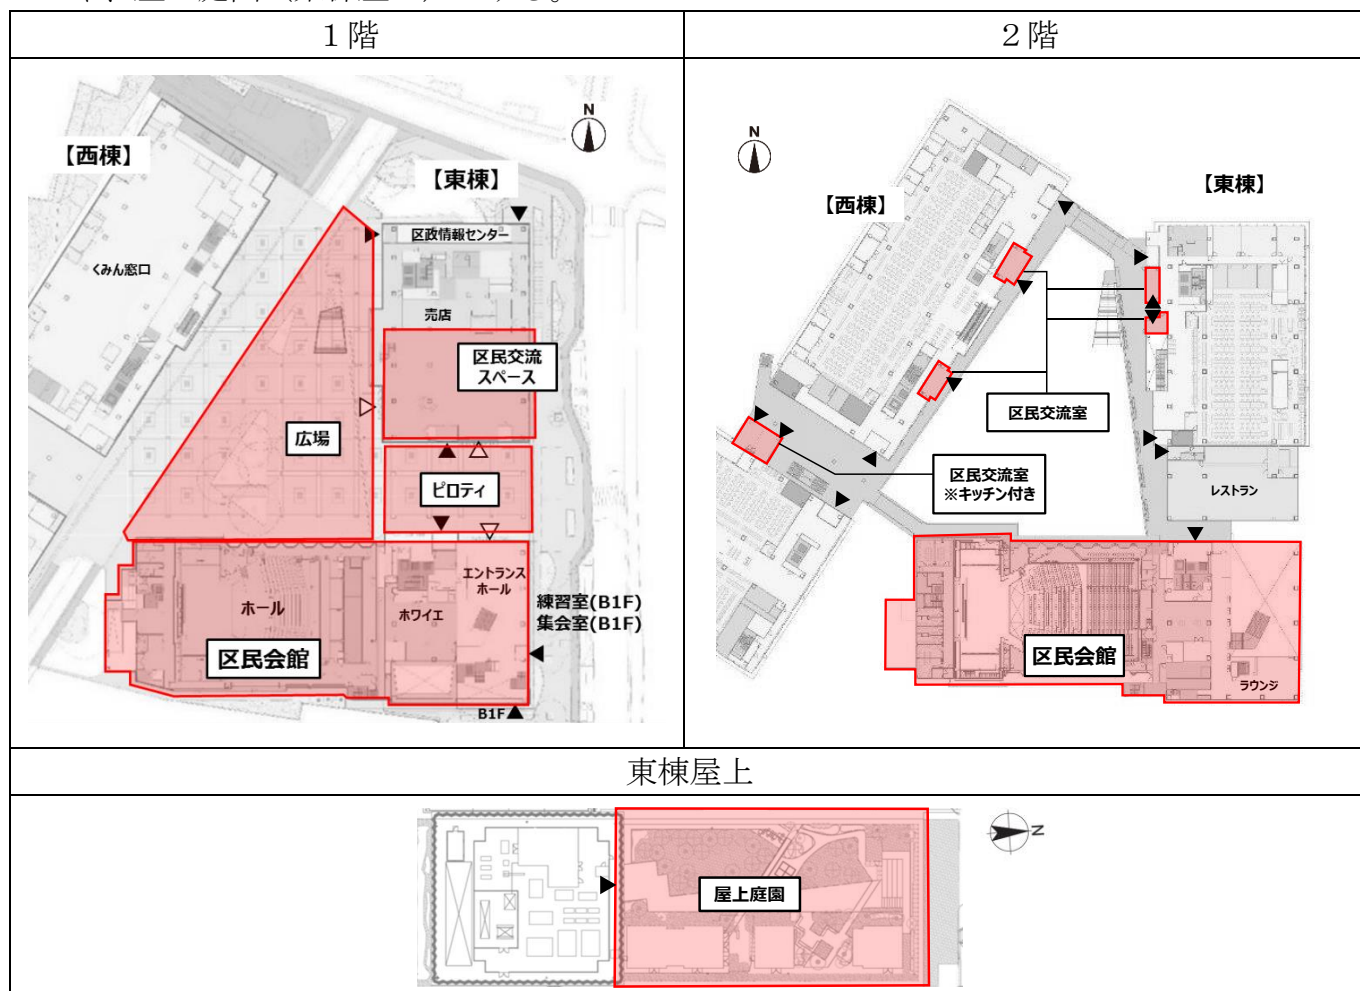 1階
2階
N
【西棟】
【東棟】
区政情報センター
くみん窓口
売店
区民交流
スペース
広場
ピロティ
エントランス
ホール
ホール
ホワイエ
練習室(B1F)
集会室(B1F)
区民会館
B1F
N
【西棟】
【東棟】
区民交流室
区民交流室
※キッチン付き
レストラン
区民会館
ラウンジ
東棟屋上
屋上庭園
N